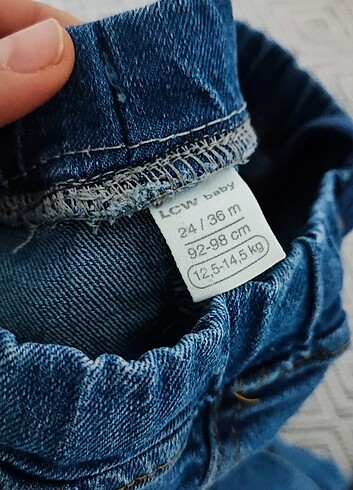 LCW baby
24 / 36 m
92-98 cm
12,5-14,5 kg